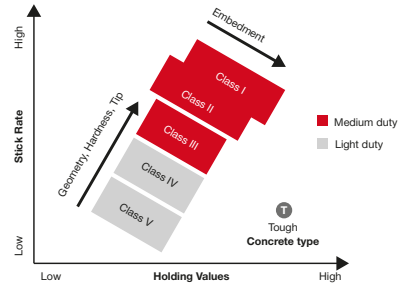 High
Stick Rate
Low
Geometry, Hardness, Tip
Embedment
Class I
Class II
Class III
Class IV
Class V
Medium duty
Light duty
T
Tough
Concrete type
Low
Holding Values
High